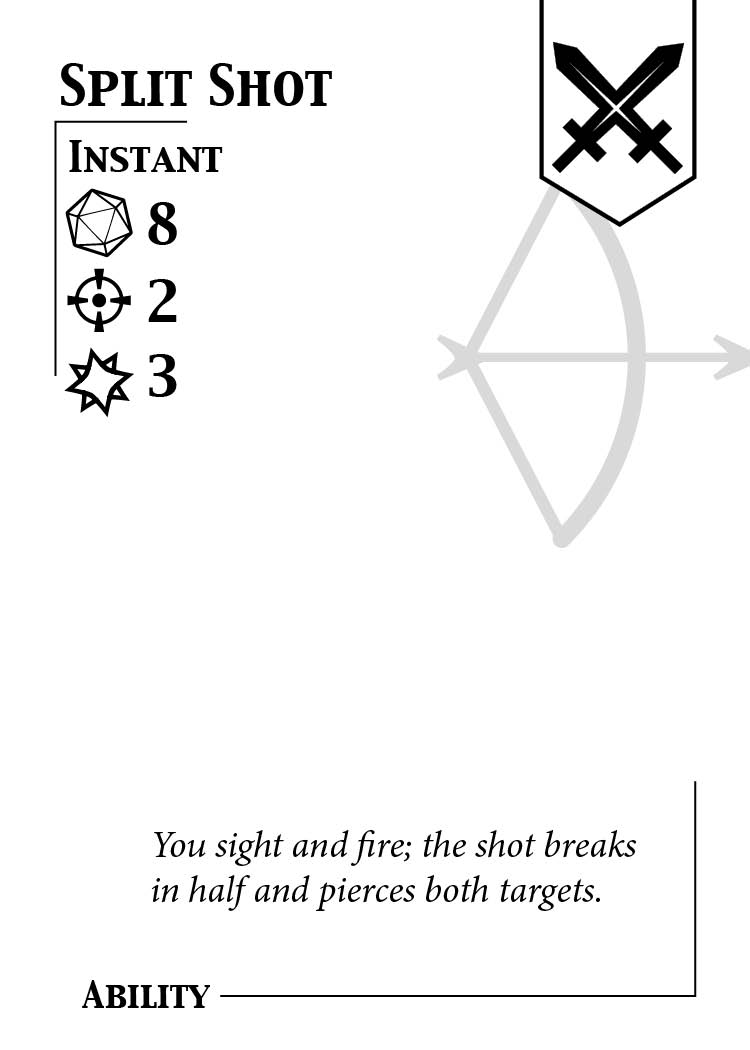 Split Shot
Instant
8
2
3
You sight and fire; the shot breaks
in half and pierces both targets.
Ability